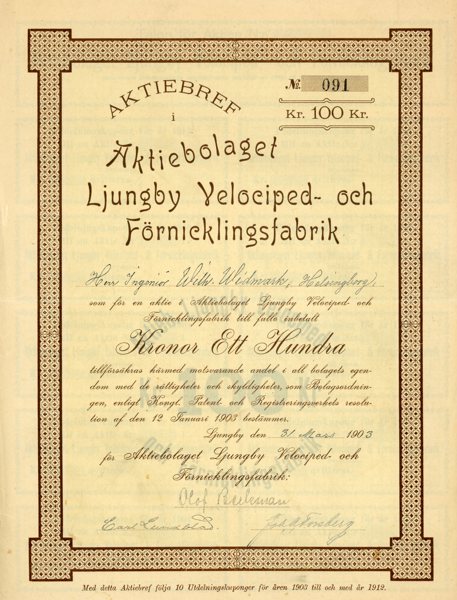 AKTIEBREF
№ 091
Kr. 100 Kr.
i
Aktiebolaget
Ljungby Velociped- och
Förnicklingsfabrik.
Herr Ingeniör Wilh. Widmark, Helsingborg,
som för en aktie i Aktiebolaget Ljungby Velociped- och
Förnicklingsfabrik till fullo inbetalt
Kronor Ett Hundra
tillförsäkras härmed motsvarande andel i all bolagets egen-
dom med de rättigheter och skyldigheter, som Bolagsordnin-
gen, enligt Kongl. Patent- och Registreringsverkets resolu-
tion af den 12 Januari 1903 bestämmer.
Ljungby den 31 Mars 1903
för Aktiebolaget Ljungby Velociped- och
Förnicklingsfabrik:
Olof
Carl Lundblad. Forsberg
Med detta Aktiebref följa 10 Utdelningskuponger för åren 1903 till och med år 1912.